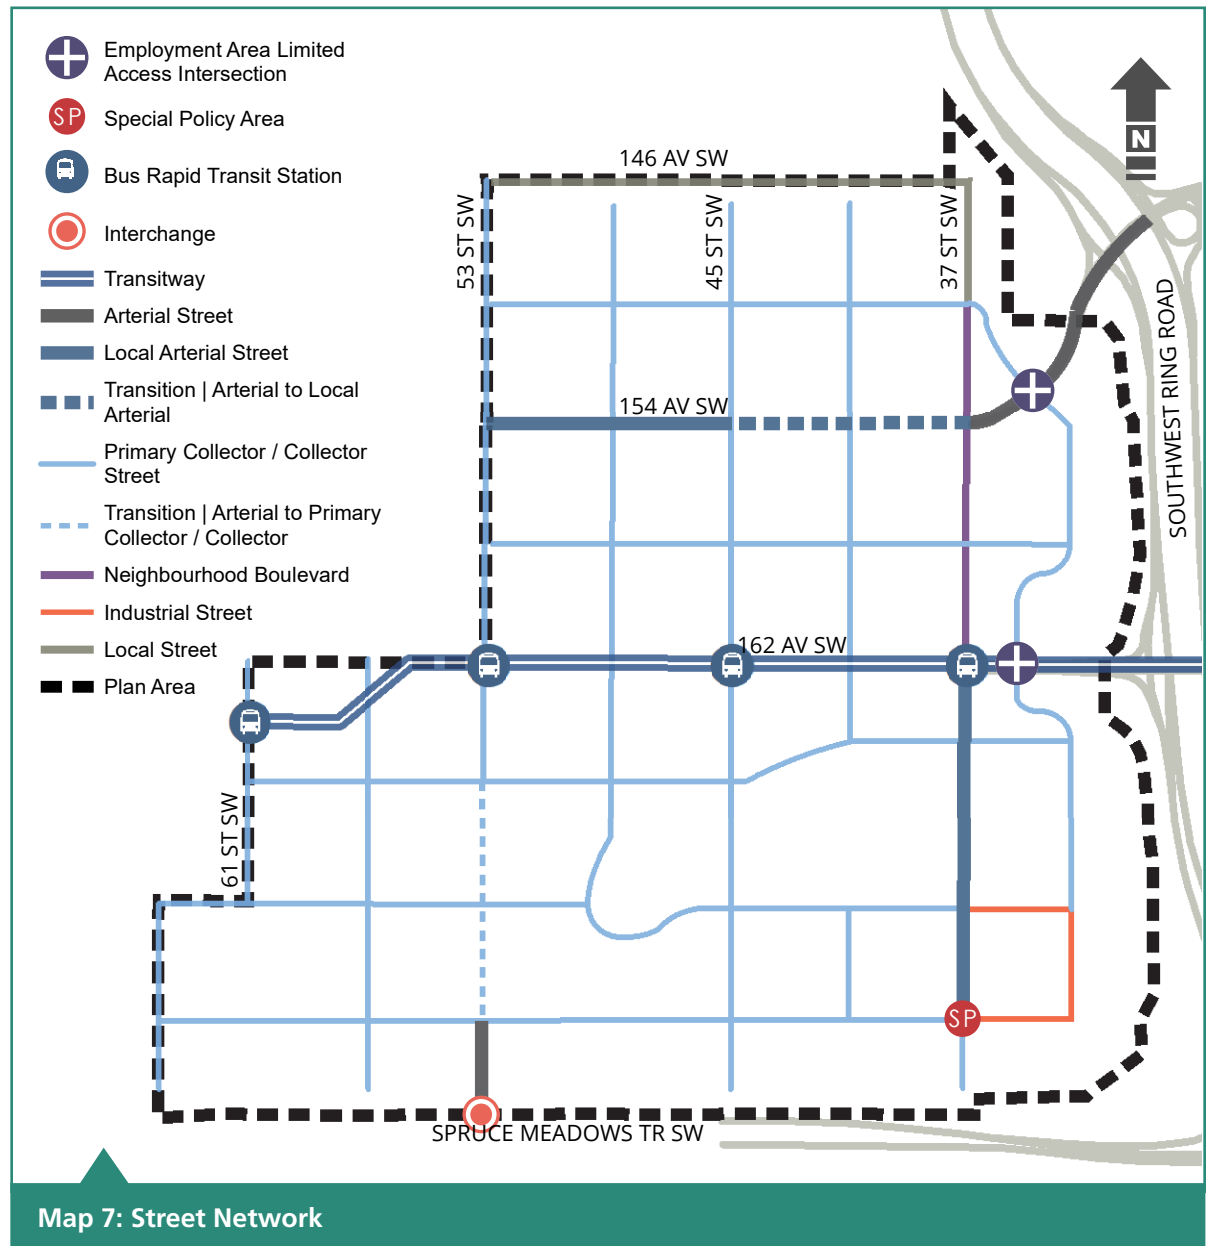 Employment Area Limited
Access Intersection
SP
Special Policy Area
Bus Rapid Transit Station
Interchange
Transitway
Arterial Street
Local Arterial Street
Transition | Arterial to Local
Arterial
Primary Collector / Collector
Street
Transition | Arterial to Primary
Collector / Collector
Neighbourhood Boulevard
Industrial Street
Local Street
Plan Area
N
146 AV SW
53 ST SW
45 ST SW
37 ST SW
SOUTHWEST RING ROAD
154 AV SW
162 AV SW
61 ST SW
SP
SPRUCE MEADOWS TR SW
Map 7: Street Network